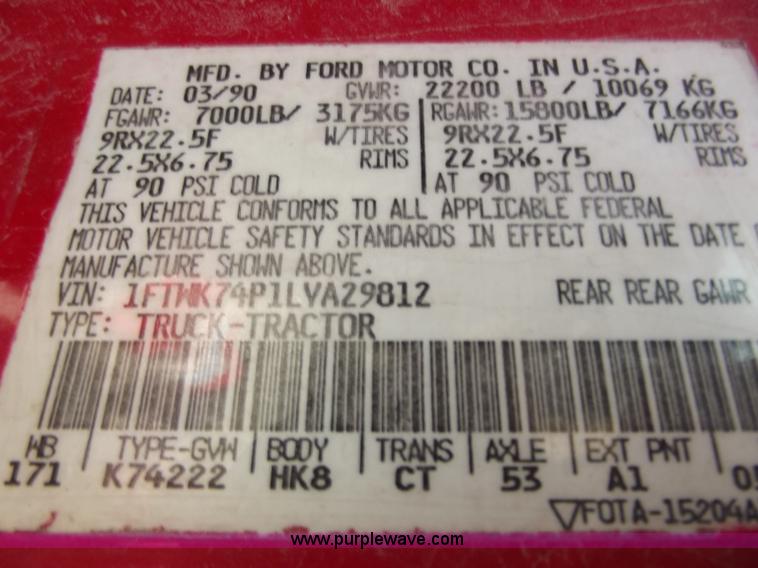 MFD. BY FORD MOTOR CO. IN U.S.A.
DATE: 03/90 GVWR: 22200 LB / 10069 KG
FGAWR: 7000LB/ 3175KG RGAWR: 15800LB/ 7166KG
9RX22.5F W/TIRES 9RX22.5F W/TIRES
22.5X6.75 RIMS 22.5X6.75 RIMS
AT 90 PSI COLD AT 90 PSI COLD
THIS VEHICLE CONFORMS TO ALL APPLICABLE FEDERAL
MOTOR VEHICLE SAFETY STANDARDS IN EFFECT ON THE DATE
MANUFACTURE SHOWN ABOVE.
VIN: 1FTWK74P1LVA29812 REAR REAR GAWR
TYPE: TRUCK-TRACTOR
WB TYPE-GVW BODY TRANS AXLE EXT PNT
171 K74222 HK8 CT 53 A1 05
▽FOTA-15204A
www.purplewave.com